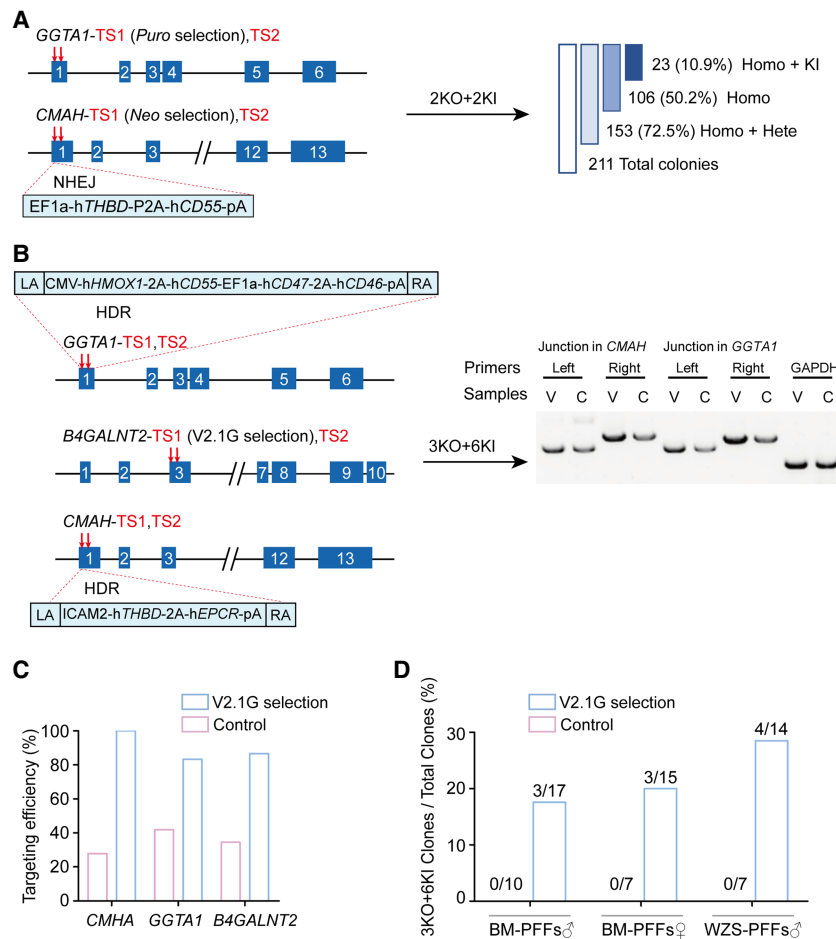 A
GGTA1-TS1 (Puro selection),TS2
1 2 3 4 5 6
CMAH-TS1 (Neo selection),TS2
1 2 3 12 13
NHEJ
EF1a-hTHBD-P2A-hCD55-pA
2KO+2KI
23 (10.9%) Homo + KI
106 (50.2%) Homo
153 (72.5%) Homo + Hete
211 Total colonies
B
LA CMV-hHMOX1-2A-hCD55-EF1a-hCD47-2A-hCD46-pA RA
HDR
GGTA1-TS1,TS2
1 2 3 4 5 6
B4GALNT2-TS1 (V2.1G selection),TS2
1 2 3 7 8 9 10
CMAH-TS1,TS2
1 2 3 12 13
HDR
LA ICAM2-hTHBD-2A-hEPCR-pA RA
3KO+6KI
Junction in CMAH Junction in GGTA1
Primers Left Right Left Right GAPDH
Samples V C V C V C V C V C
C
V2.1G selection
Control
Targeting efficiency (%)
100
80
60
40
20
0
CMHA GGTA1 B4GALNT2
D
V2.1G selection
Control
3KO+6KI Clones / Total Clones (%)
30
20
10
0
0/10 3/17 0/7 3/15 0/7 4/14
BM-PFFs♂ BM-PFFs♀ WZS-PFFs♂